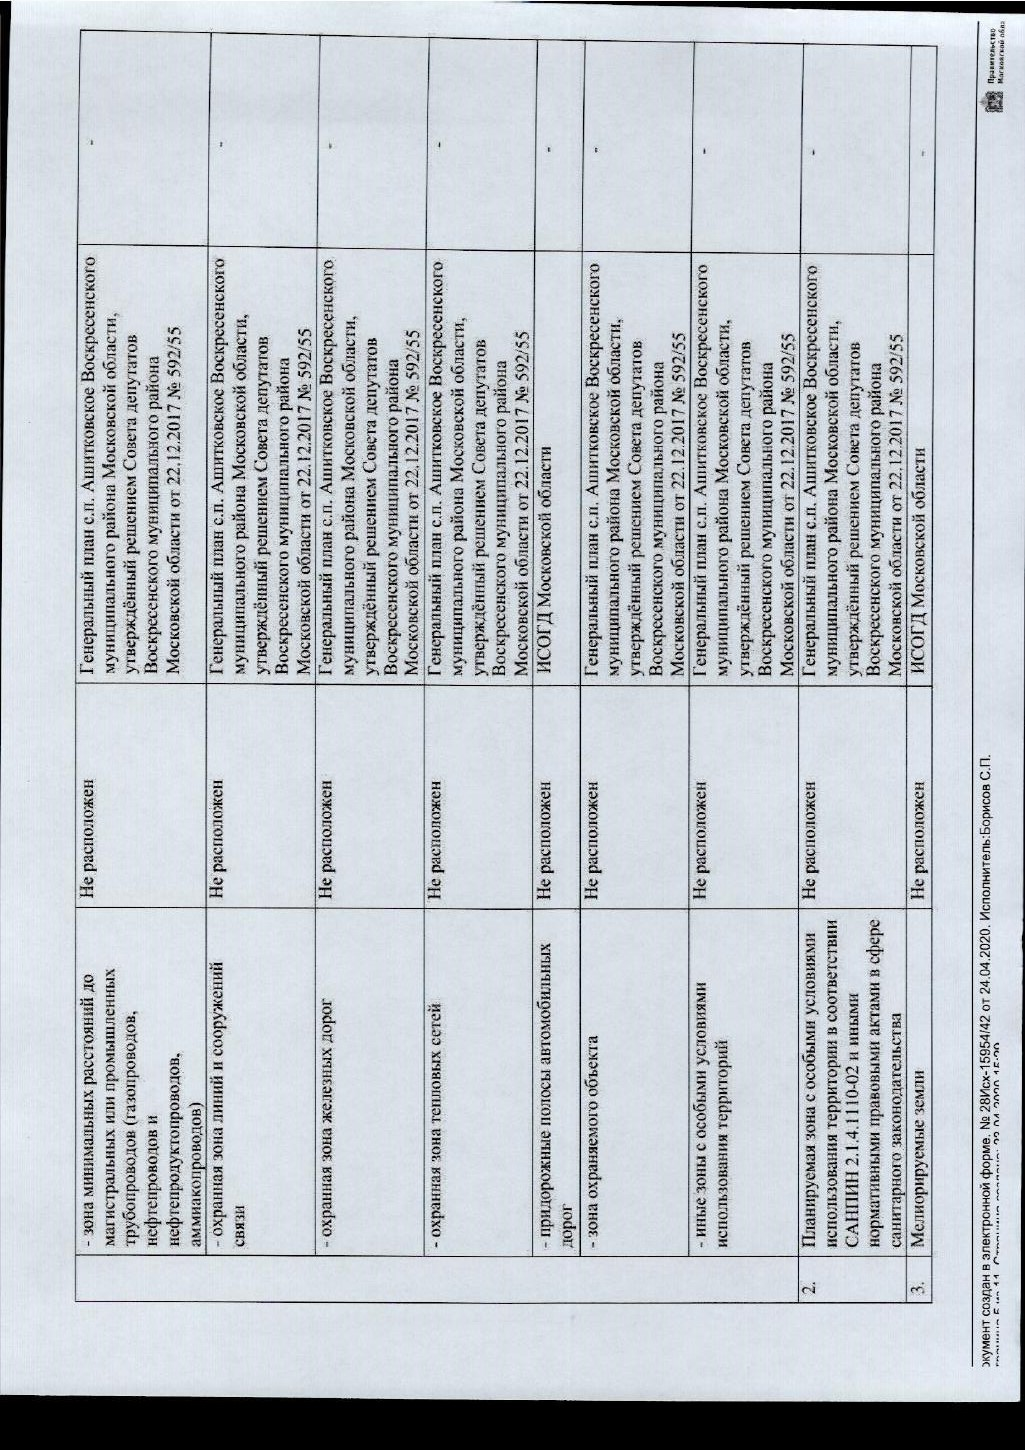 - зона минимальных расстояний до
магистральных или промышленных
трубопроводов (газопроводов,
нефтепроводов и
нефтепродуктопроводов,
аммиакопроводов)
Не расположен
Генеральный план с.п. Ашитковское Воскресенского
муниципального района Московской области,
утверждённый решением Совета депутатов
Воскресенского муниципального района
Московской области от 22.12.2017 № 592/55
-
- охранная зона линий и сооружений
связи
Не расположен
Генеральный план с.п. Ашитковское Воскресенского
муниципального района Московской области,
утверждённый решением Совета депутатов
Воскресенского муниципального района
Московской области от 22.12.2017 № 592/55
-
- охранная зона железных дорог
Не расположен
Генеральный план с.п. Ашитковское Воскресенского
муниципального района Московской области,
утверждённый решением Совета депутатов
Воскресенского муниципального района
Московской области от 22.12.2017 № 592/55
-
- охранная зона тепловых сетей
Не расположен
Генеральный план с.п. Ашитковское Воскресенского
муниципального района Московской области,
утверждённый решением Совета депутатов
Воскресенского муниципального района
Московской области от 22.12.2017 № 592/55
-
- придорожные полосы автомобильных
дорог
Не расположен
ИСОГД Московской области
-
- зона охраняемого объекта
Не расположен
Генеральный план с.п. Ашитковское Воскресенского
муниципального района Московской области,
утверждённый решением Совета депутатов
Воскресенского муниципального района
Московской области от 22.12.2017 № 592/55
-
- иные зоны с особыми условиями
использования территорий
Не расположен
Генеральный план с.п. Ашитковское Воскресенского
муниципального района Московской области,
утверждённый решением Совета депутатов
Воскресенского муниципального района
Московской области от 22.12.2017 № 592/55
-
2.
Планируемая зона с особыми условиями
использования территории в соответствии
САНПИН 2.1.4.1110-02 и иными
нормативными правовыми актами в сфере
санитарного законодательства
Не расположен
Генеральный план с.п. Ашитковское Воскресенского
муниципального района Московской области,
утверждённый решением Совета депутатов
Воскресенского муниципального района
Московской области от 22.12.2017 № 592/55
-
3.
Мелиорируемые земли
Не расположен
ИСОГД Московской области
-
окумент создан в электронной форме. № 28Исх-15954/42 от 24.04.2020. Исполнитель:Борисов С.П.
Правительство
Московской обла